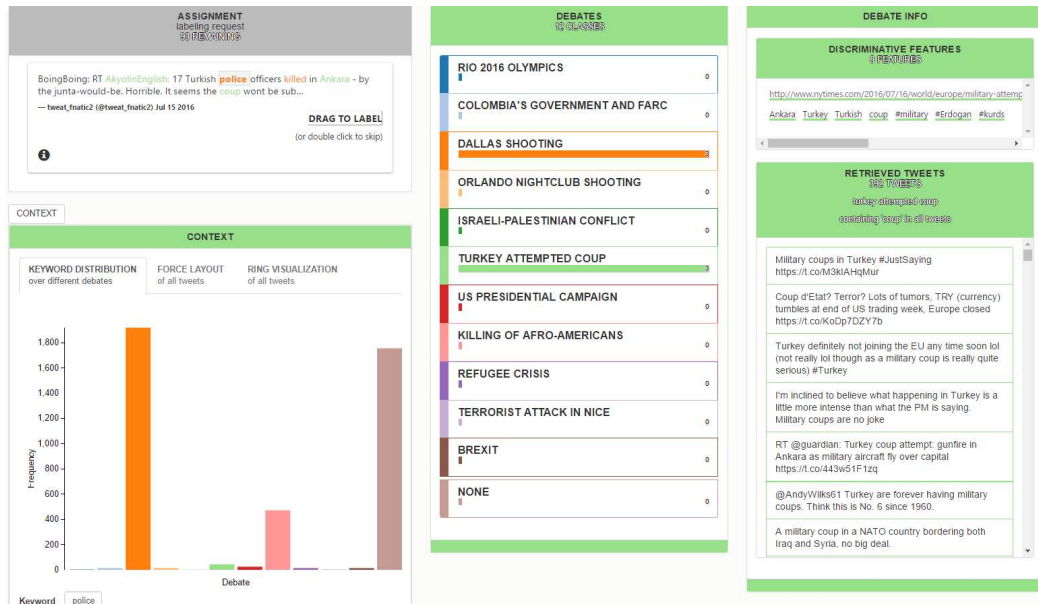 ASSIGNMENT
labeling request
93 REMAINING
BoingBoing: RT AkyolinEnglish: 17 Turkish police officers killed in Ankara - by
the junta-would-be. Horrible. It seems the coup wont be sub...
— tweat_fnatic2 (@tweat_fnatic2) Jul 15 2016
DRAG TO LABEL
(or double click to skip)
CONTEXT
CONTEXT
KEYWORD DISTRIBUTION
over different debates
FORCE LAYOUT
of all tweets
RING VISUALIZATION
of all tweets
1,800
1,600
1,400
1,200
1,000
800
600
400
200
0
Frequency
Debate
Keyword police
DEBATES
12 CLASSES
RIO 2016 OLYMPICS
0
COLOMBIA'S GOVERNMENT AND FARC
0
DALLAS SHOOTING
3
ORLANDO NIGHTCLUB SHOOTING
0
ISRAELI-PALESTINIAN CONFLICT
0
TURKEY ATTEMPTED COUP
3
US PRESIDENTIAL CAMPAIGN
0
KILLING OF AFRO-AMERICANS
0
REFUGEE CRISIS
0
TERRORIST ATTACK IN NICE
0
BREXIT
0
NONE
0
DEBATE INFO
DISCRIMINATIVE FEATURES
FEATURES
http://www.nytimes.com/2016/07/16/world/europe/military-attemp
Ankara Turkey Turkish coup #military #Erdogan #kurds
RETRIEVED TWEETS
392 TWEETS
turkey attempted coup
containing 'coup' in all tweets
Military coups in Turkey #JustSaying
https://t.co/M3kIAHqMur
Coup d'Etat? Terror? Lots of tumors, TRY (currency)
tumbles at end of US trading week, Europe closed
https://t.co/KoDp7DZY7b
Turkey definitely not joining the EU any time soon lol
(not really lol though as a military coup is really quite
serious) #Turkey
I'm inclined to believe what happening in Turkey is a
little more intense than what the PM is saying.
Military coups are no joke
RT @guardian: Turkey coup attempt: gunfire in
Ankara as military aircraft fly over capital
https://t.co/443w51F1zq
@AndyWilks61 Turkey are forever having military
coups. Think this is No. 6 since 1960.
A military coup in a NATO country bordering both
Iraq and Syria, no big deal.